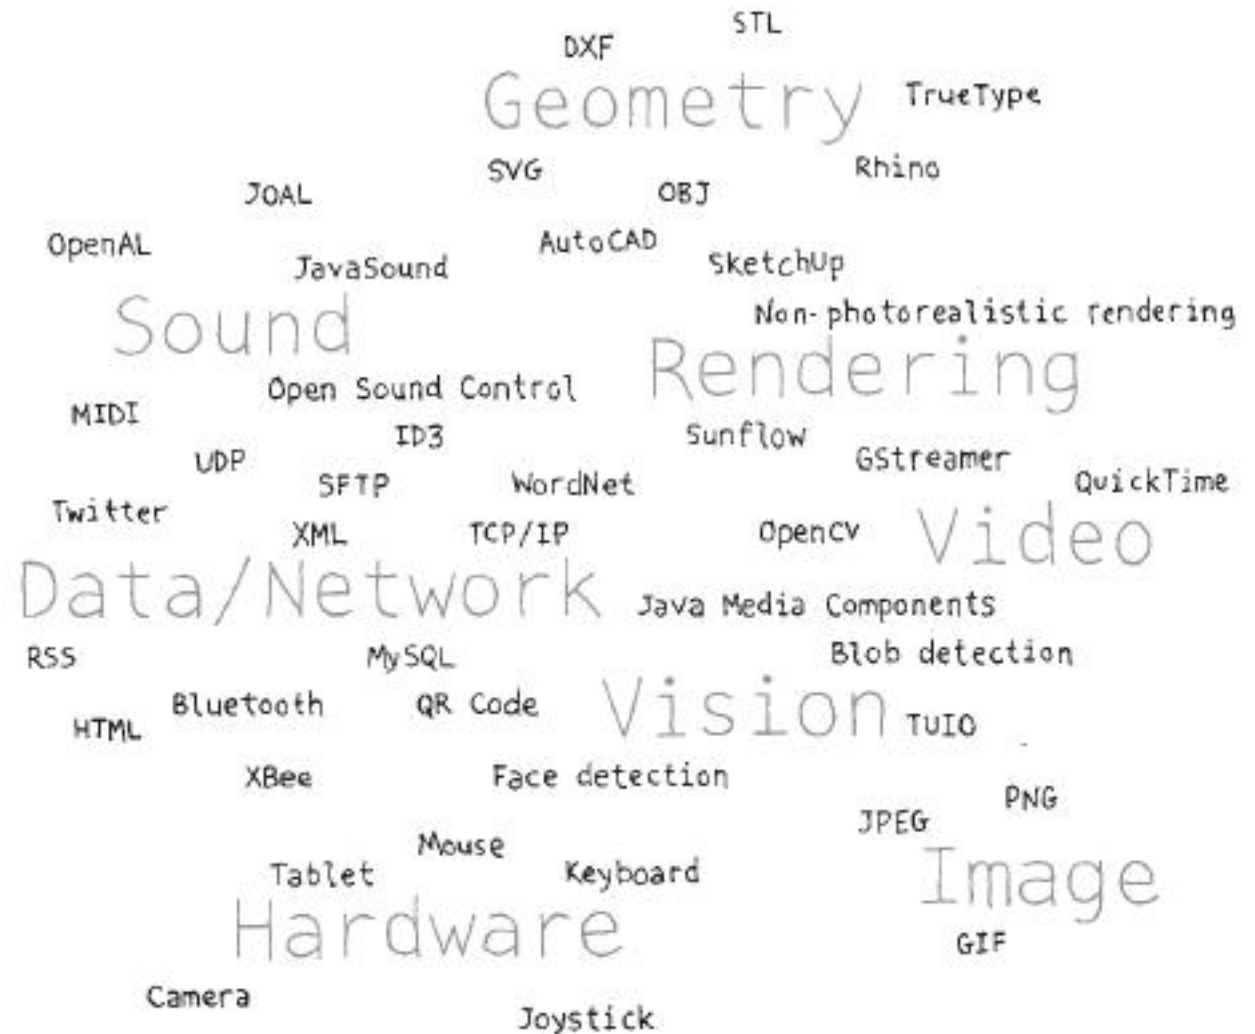 STL
DXF
Geometry
TrueType
SVG
Rhino
OBJ
JOAL
OpenAL
AutoCAD
JavaSound
SketchUp
Sound
Non-photorealistic rendering
Rendering
Open Sound Control
MIDI
ID3
Sunflow
UDP
GStreamer
SFTP
WordNet
QuickTime
Twitter
XML
TCP/IP
OpenCV
Video
Data/Network
Java Media Components
RSS
MySQL
Blob detection
Bluetooth
QR Code
Vision
TUIO
HTML
XBee
Face detection
PNG
JPEG
Mouse
Tablet
Keyboard
Image
Hardware
GIF
Camera
Joystick